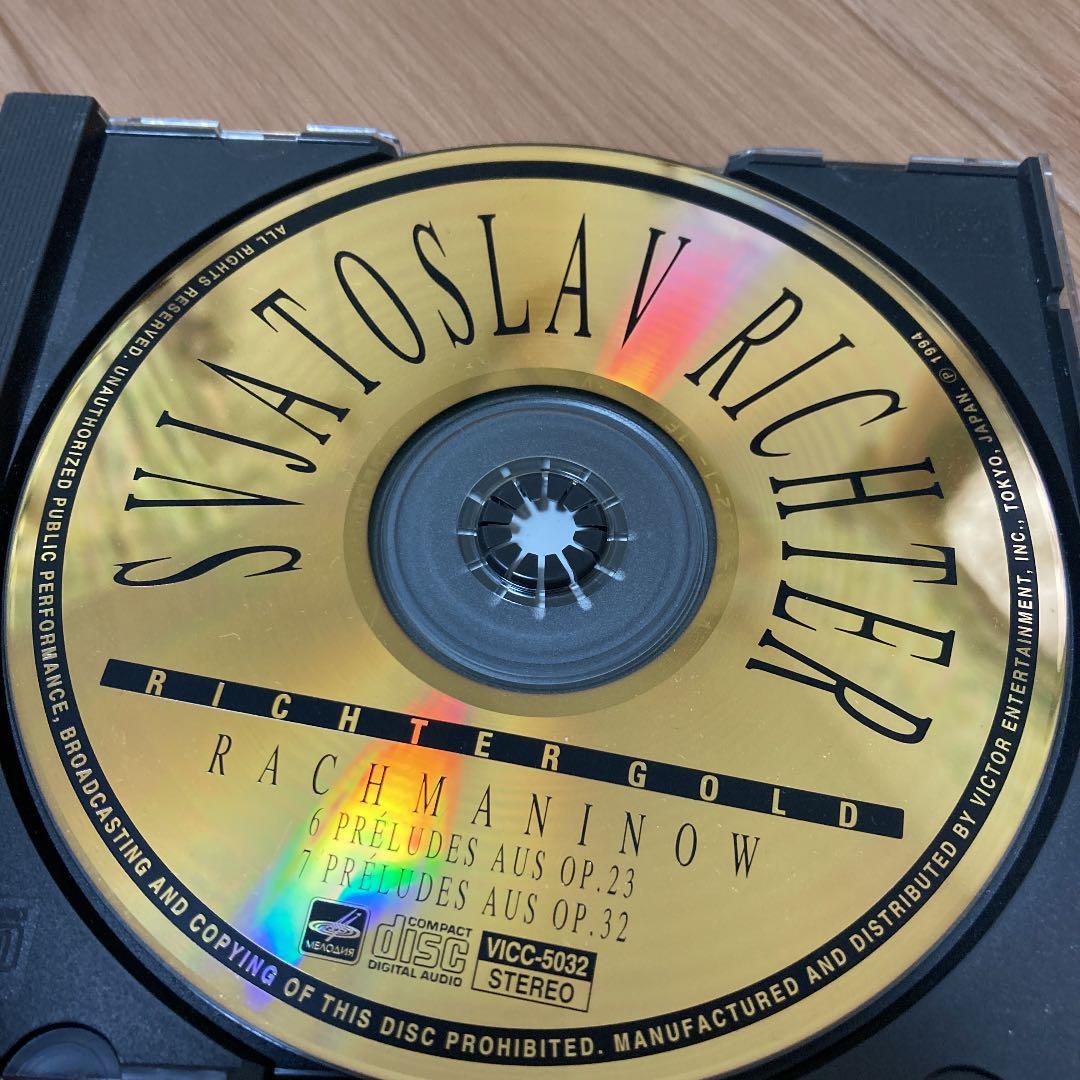 SVJATOSLAV RICHTER
RICHTER GOLD
RACHMANINOW
6 PRÉLUDES AUS OP.23
7 PRÉLUDES AUS OP.32
МЕЛОДИЯ
COMPACT
disc
DIGITAL AUDIO
VICC-5032
STEREO
ALL RIGHTS RESERVED. UNAUTHORIZED PUBLIC PERFORMANCE, BROADCASTING AND COPYING OF THIS DISC PROHIBITED. MANUFACTURED AND DISTRIBUTED BY VICTOR ENTERTAINMENT, INC., TOKYO, JAPAN. ℗ 1994